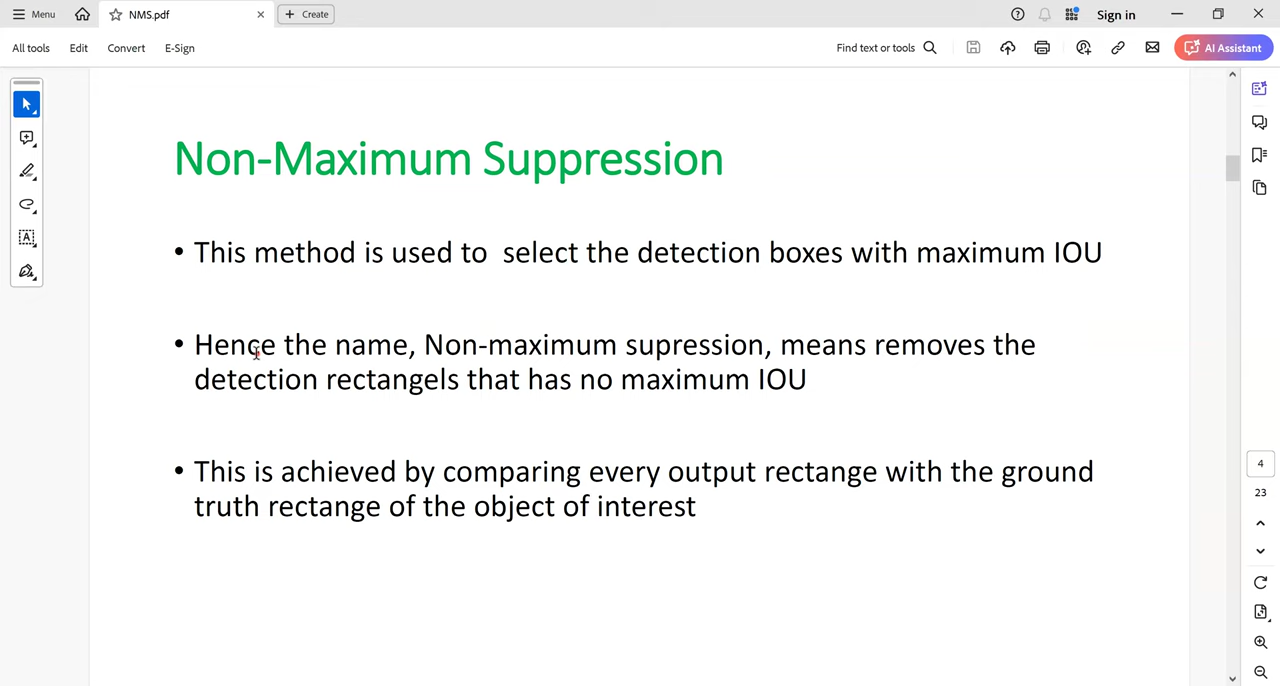 Menu NMS.pdf Create Sign in
All tools Edit Convert E-Sign Find text or tools AI Assistant
Non-Maximum Suppression
• This method is used to select the detection boxes with maximum IOU
• Hence the name, Non-maximum supression, means removes the
detection rectangels that has no maximum IOU
• This is achieved by comparing every output rectange with the ground
truth rectange of the object of interest
4
23